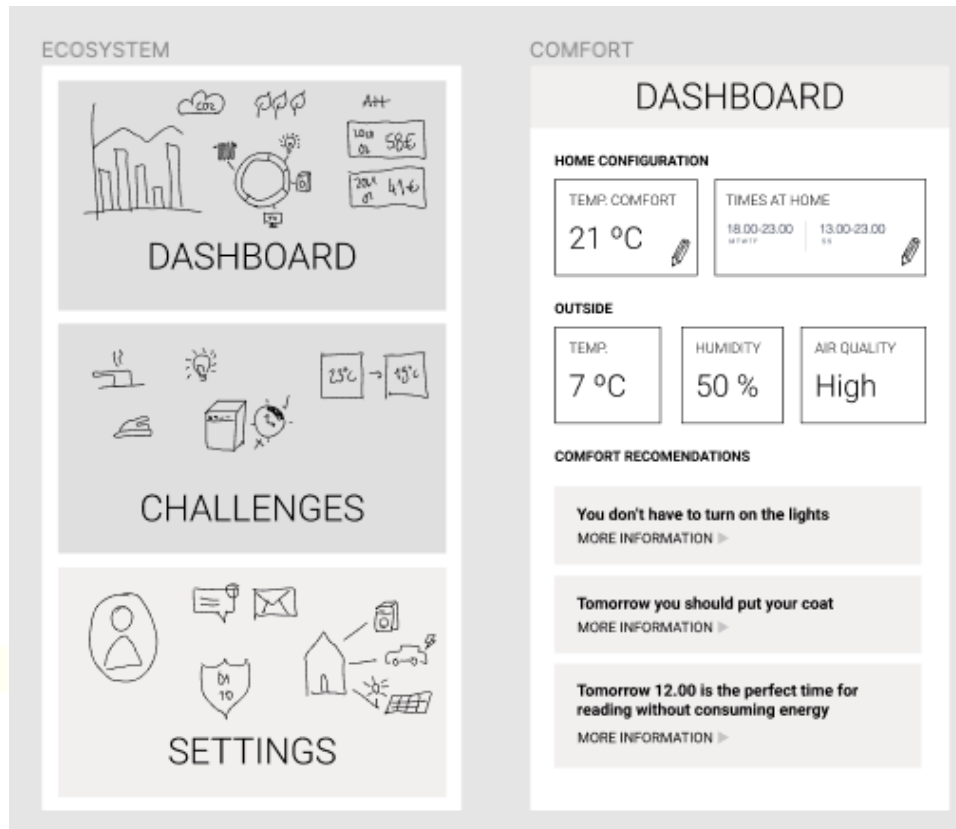 ECOSYSTEM
CO2
58€
41€
DASHBOARD
CHALLENGES
SETTINGS
COMFORT
DASHBOARD
HOME CONFIGURATION
TEMP. COMFORT
21 ºC
TIMES AT HOME
18.00-23.00
M T W T F
13.00-23.00
S S
OUTSIDE
TEMP.
7 ºC
HUMIDITY
50 %
AIR QUALITY
High
COMFORT RECOMENDATIONS
You don't have to turn on the lights
MORE INFORMATION
Tomorrow you should put your coat
MORE INFORMATION
Tomorrow 12.00 is the perfect time for
reading without consuming energy
MORE INFORMATION